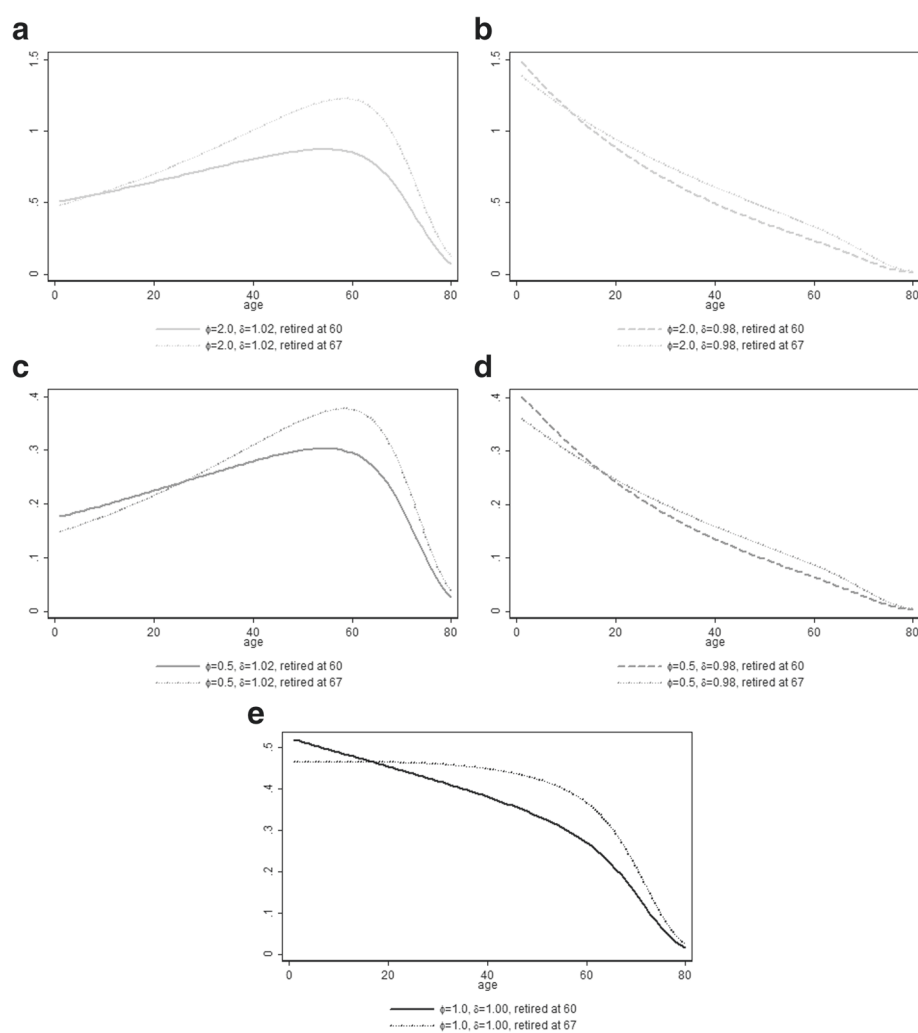 a
b
1.5
1
.5
0
0 20 40 60 80
age
1.5
1
.5
0
0 20 40 60 80
age
ϕ=2.0, δ=1.02, retired at 60
ϕ=2.0, δ=1.02, retired at 67
ϕ=2.0, δ=0.98, retired at 60
ϕ=2.0, δ=0.98, retired at 67
c
d
.4
.3
.2
.1
0
0 20 40 60 80
age
.4
.3
.2
.1
0
0 20 40 60 80
age
ϕ=0.5, δ=1.02, retired at 60
ϕ=0.5, δ=1.02, retired at 67
ϕ=0.5, δ=0.98, retired at 60
ϕ=0.5, δ=0.98, retired at 67
e
.5
.4
.3
.2
.1
0
0 20 40 60 80
age
ϕ=1.0, δ=1.00, retired at 60
ϕ=1.0, δ=1.00, retired at 67